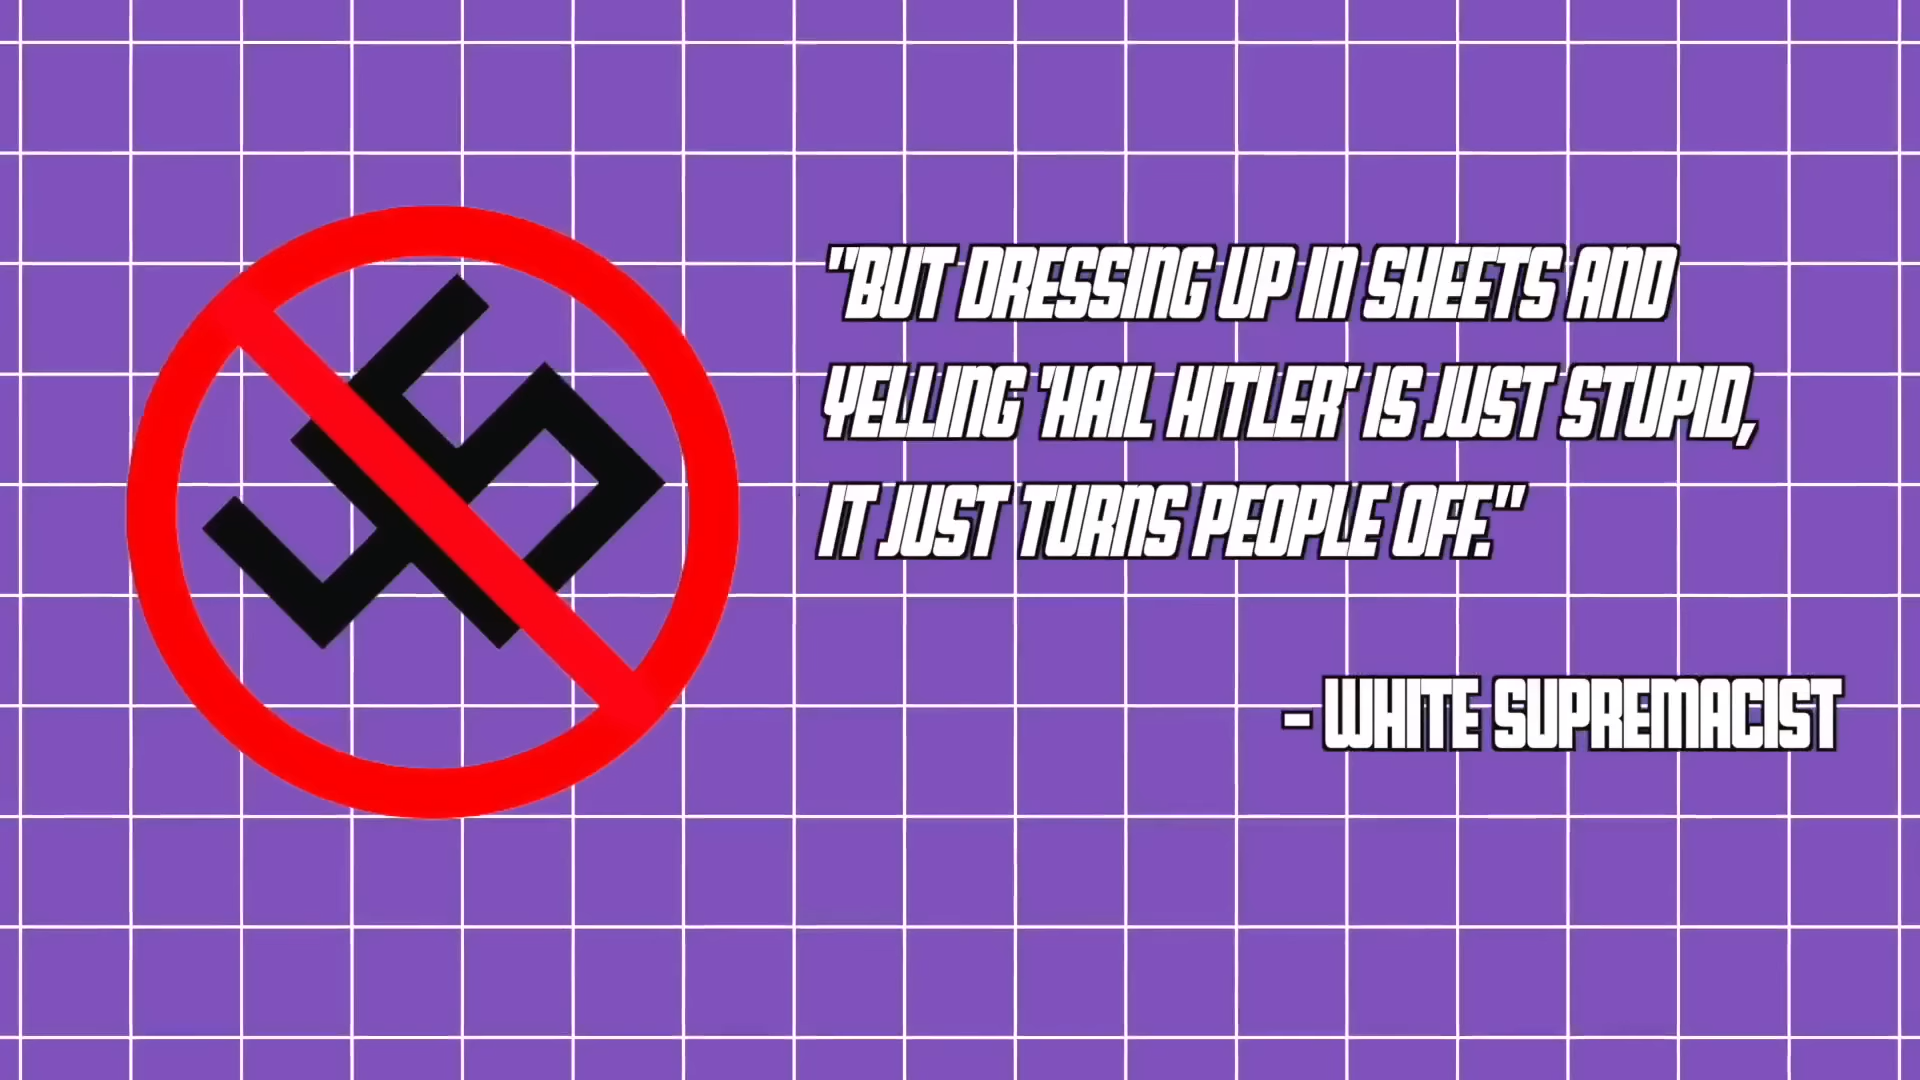 "BUT DRESSING UP IN SHEETS AND
YELLING 'HAIL HITLER' IS JUST STUPID,
IT JUST TURNS PEOPLE OFF."
- WHITE SUPREMACIST